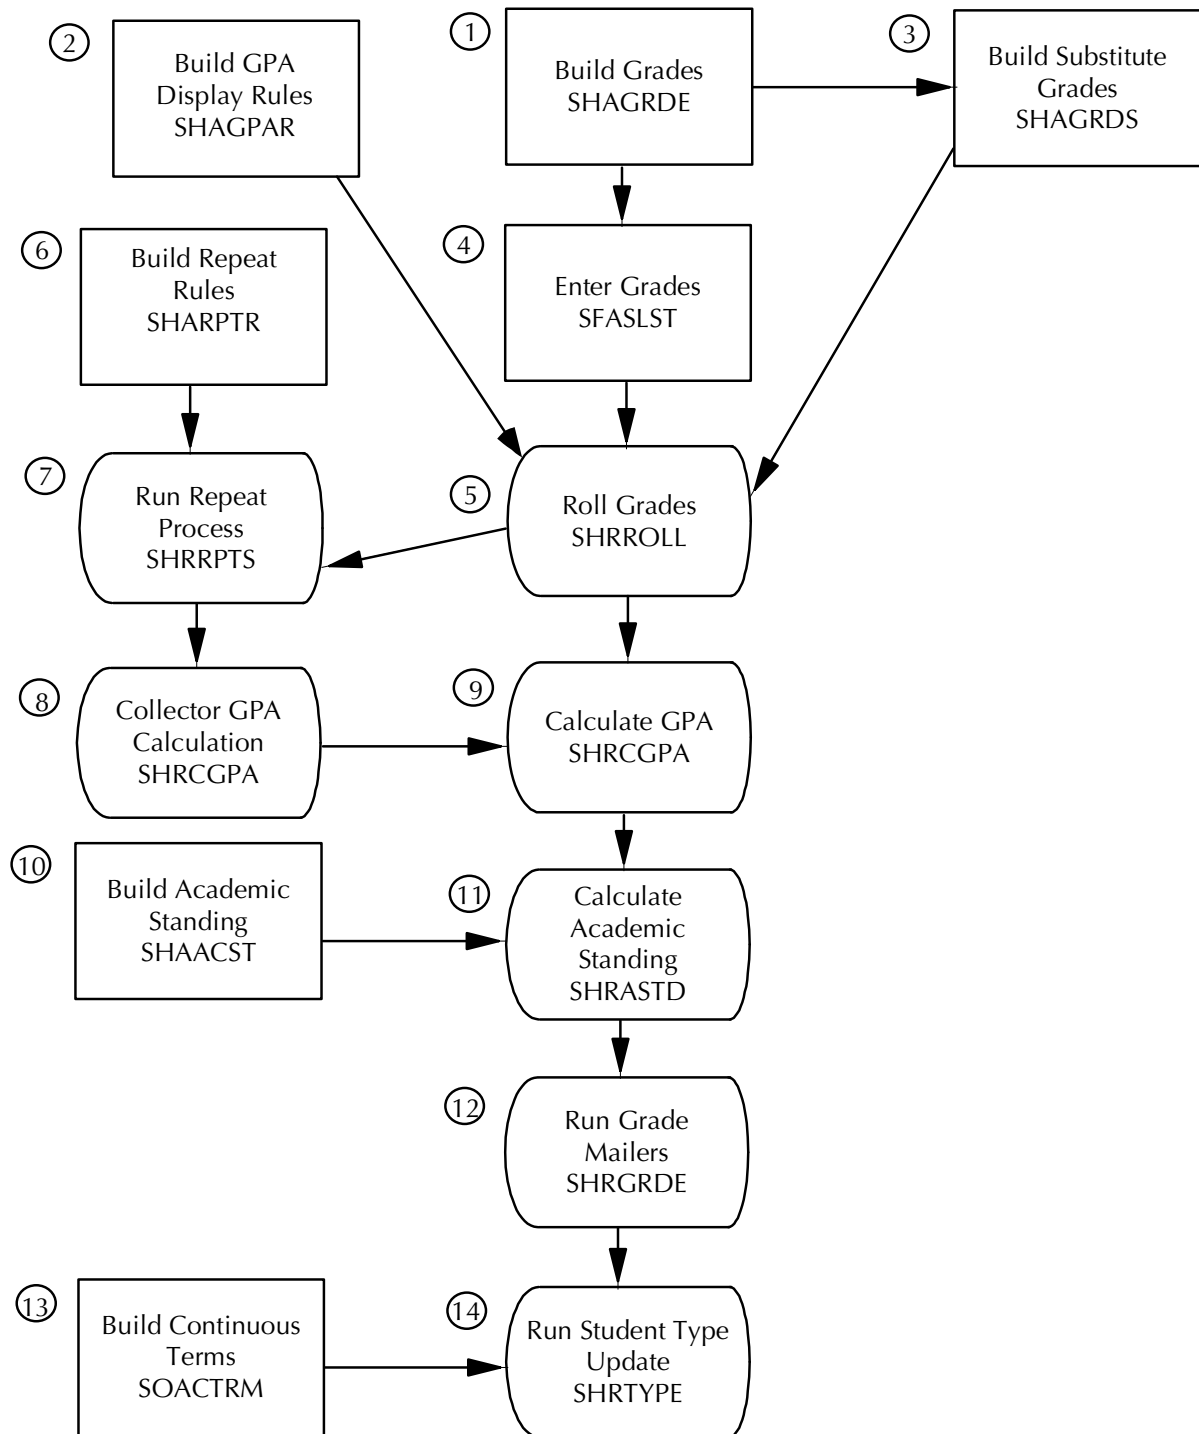 2
Build GPA
Display Rules
SHAGPAR
1
Build Grades
SHAGRDE
3
Build Substitute
Grades
SHAGRDS
6
Build Repeat
Rules
SHARPTR
4
Enter Grades
SFASLST
7
Run Repeat
Process
SHRRPTS
5
Roll Grades
SHRROLL
8
Collector GPA
Calculation
SHRCGPA
9
Calculate GPA
SHRCGPA
10
Build Academic
Standing
SHAACST
11
Calculate
Academic
Standing
SHRASTD
12
Run Grade
Mailers
SHRGRDE
13
Build Continuous
Terms
SOACTRM
14
Run Student Type
Update
SHRTYPE